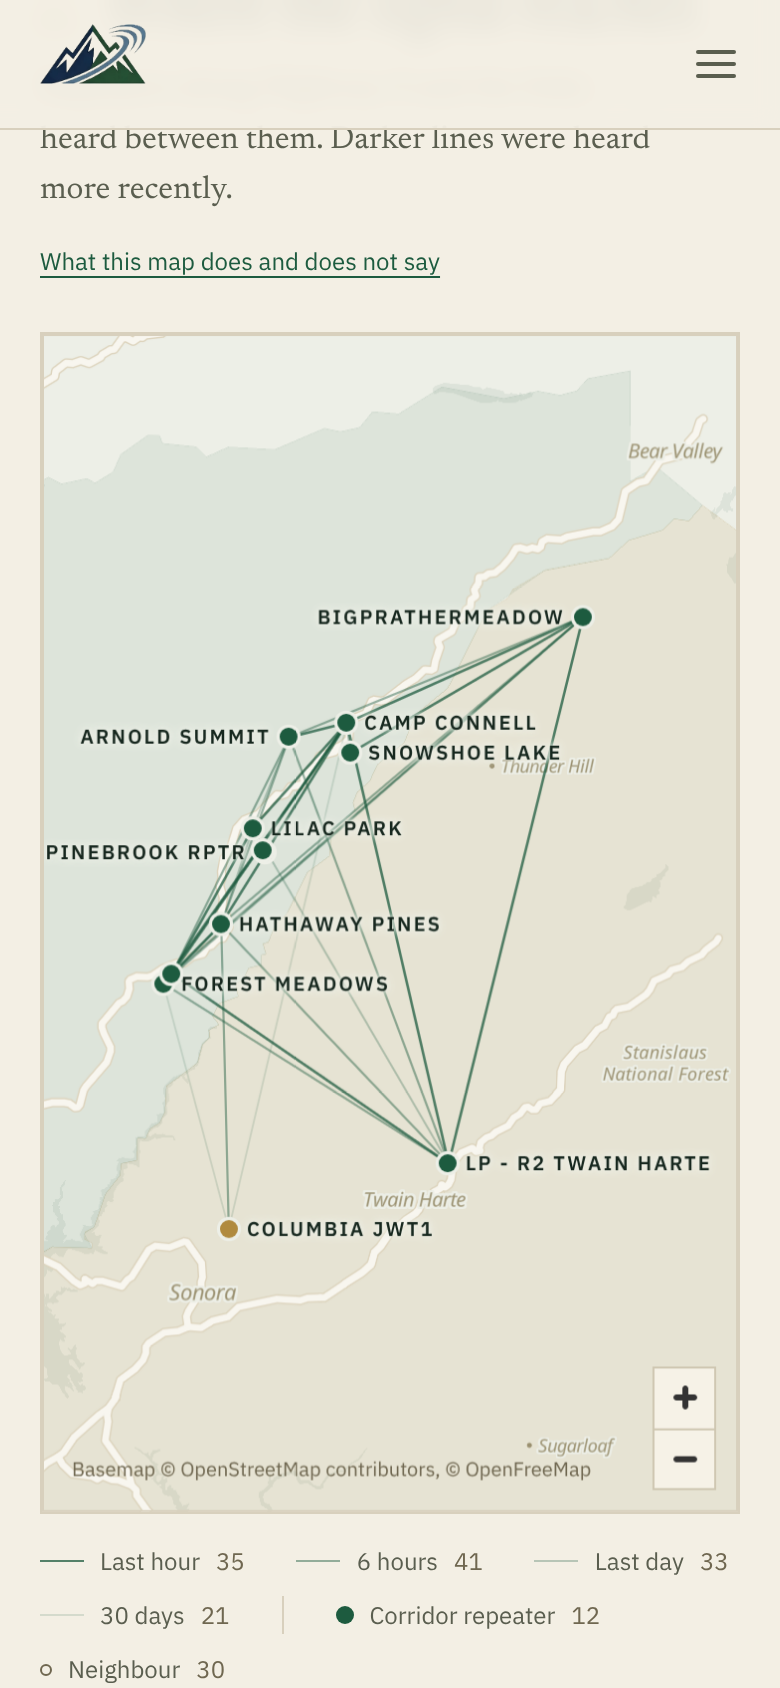 heard between them. Darker lines were heard
more recently.
What this map does and does not say
Bear Valley
BIGPRATHERMEADOW
CAMP CONNELL
ARNOLD SUMMIT
SNOWSHOE LAKE
Thunder Hill
LILAC PARK
PINEBROOK RPTR
HATHAWAY PINES
FOREST MEADOWS
Stanislaus
National Forest
LP - R2 TWAIN HARTE
Twain Harte
COLUMBIA JWT1
Sonora
+
−
Sugarloaf
Basemap © OpenStreetMap contributors, © OpenFreeMap
Last hour 35 6 hours 41 Last day 33
30 days 21 Corridor repeater 12
Neighbour 30